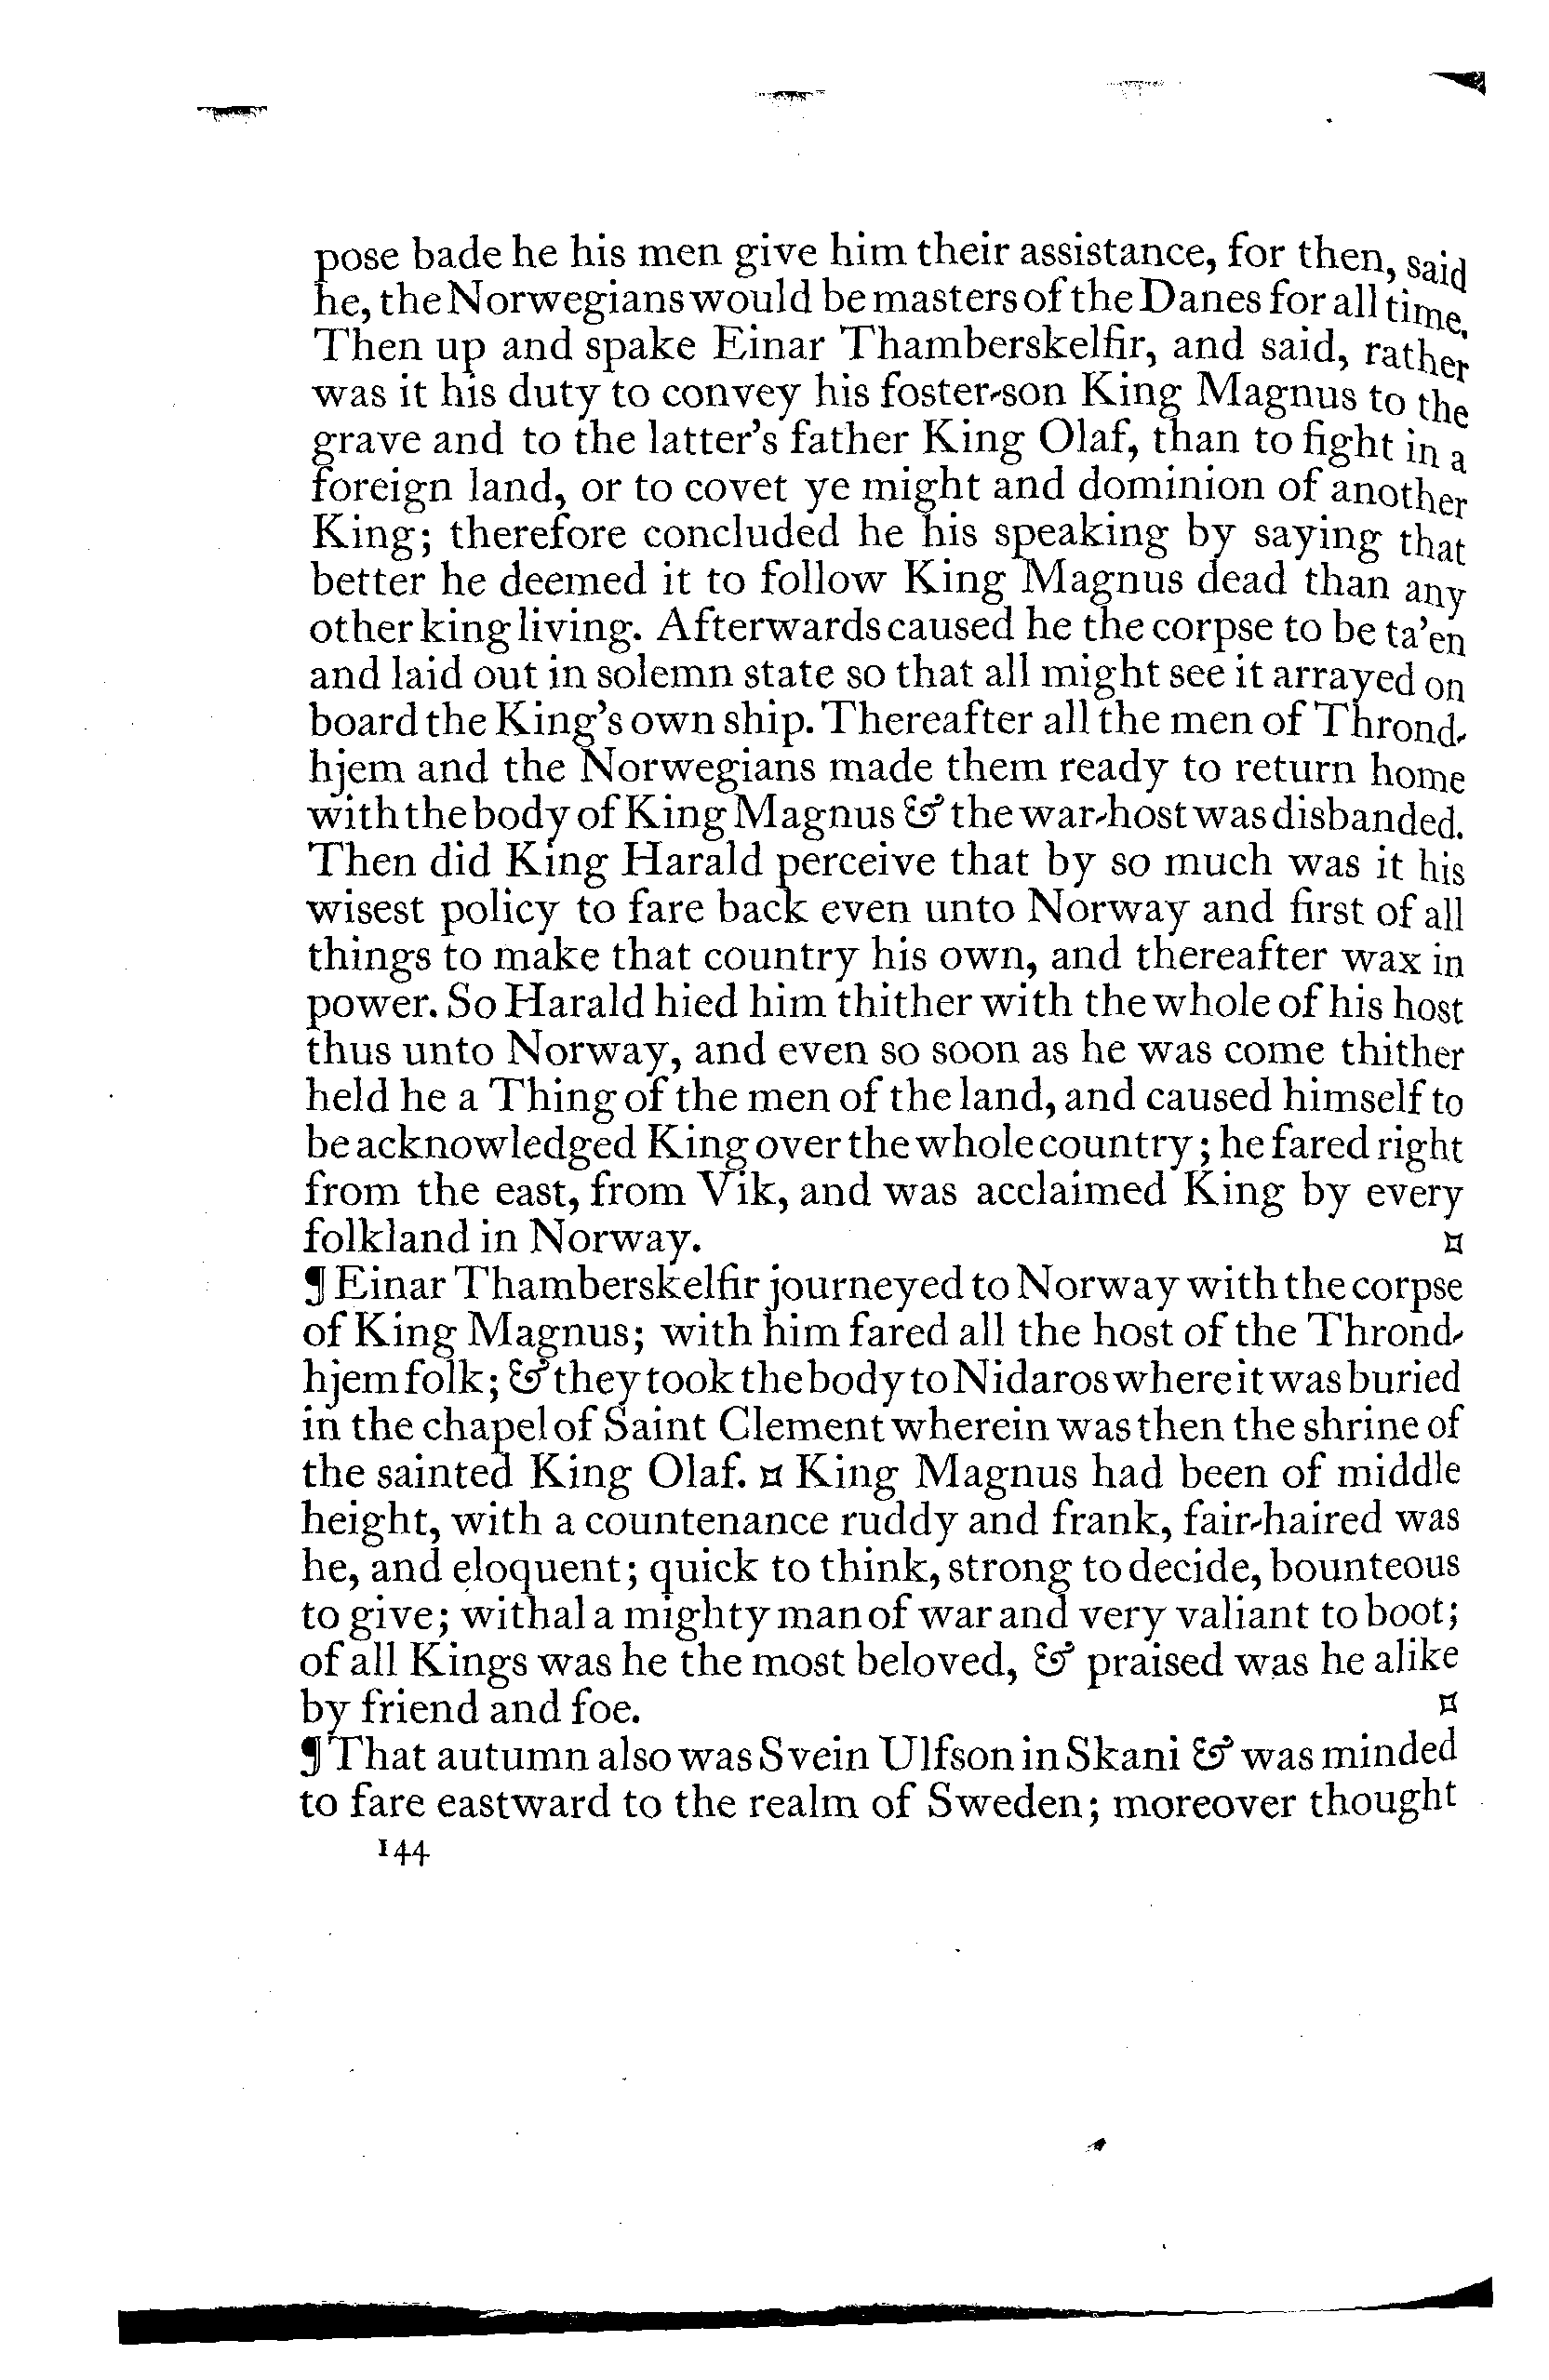 pose bade he his men give him their assistance, for then, said
he, the Norwegians would be masters of the Danes for all time.
Then up and spake Einar Thamberskelfir, and said, rather
was it his duty to convey his foster-son King Magnus to the
grave and to the latter's father King Olaf, than to fight in a
foreign land, or to covet ye might and dominion of another
King; therefore concluded he his speaking by saying that
better he deemed it to follow King Magnus dead than any
other king living. Afterwards caused he the corpse to be ta'en
and laid out in solemn state so that all might see it arrayed on
board the King's own ship. Thereafter all the men of Thrond-
hjem and the Norwegians made them ready to return home
with the body of King Magnus & the war-host was disbanded.
Then did King Harald perceive that by so much was it his
wisest policy to fare back even unto Norway and first of all
things to make that country his own, and thereafter wax in
power. So Harald hied him thither with the whole of his host
thus unto Norway, and even so soon as he was come thither
held he a Thing of the men of the land, and caused himself to
be acknowledged King over the whole country; he fared right
from the east, from Vik, and was acclaimed King by every
folkland in Norway. ¤
¶ Einar Thamberskelfir journeyed to Norway with the corpse
of King Magnus; with him fared all the host of the Thrond-
hjem folk; & they took the body to Nidaros where it was buried
in the chapel of Saint Clement wherein was then the shrine of
the sainted King Olaf. ¤ King Magnus had been of middle
height, with a countenance ruddy and frank, fair-haired was
he, and eloquent; quick to think, strong to decide, bounteous
to give; withal a mighty man of war and very valiant to boot;
of all Kings was he the most beloved, & praised was he alike
by friend and foe. ¤
¶ That autumn also was Svein Ulfson in Skani & was minded
to fare eastward to the realm of Sweden; moreover thought
144